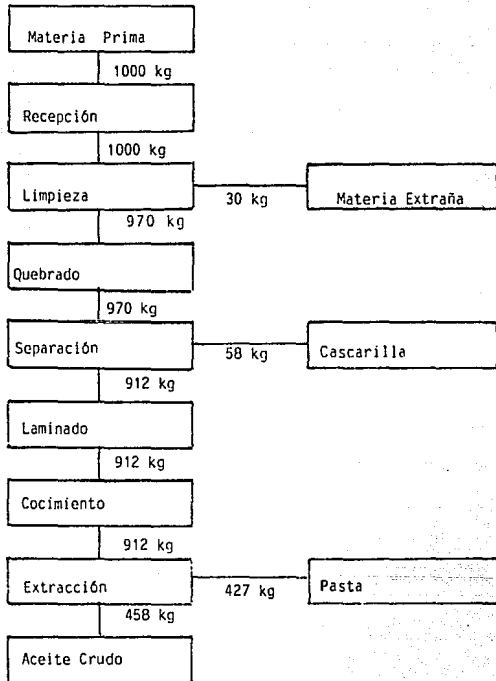 Materia Prima
1000 kg
Recepción
1000 kg
Limpieza
30 kg
Materia Extraña
970 kg
Quebrado
970 kg
Separación
58 kg
Cascarilla
912 kg
Laminado
912 kg
Cocimiento
912 kg
Extracción
427 kg
Pasta
458 kg
Aceite Crudo